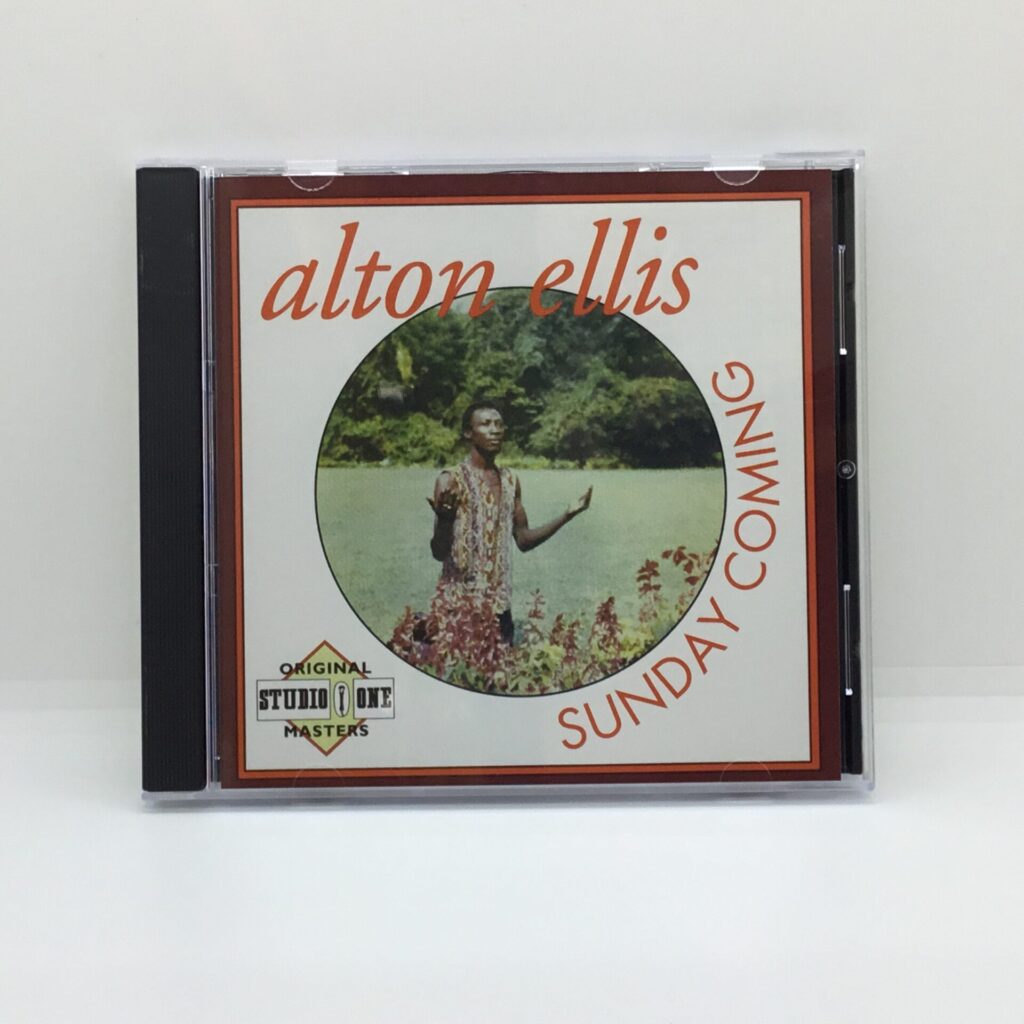 alton ellis
SUNDAY COMING
ORIGINAL
STUDIO ONE
MASTERS